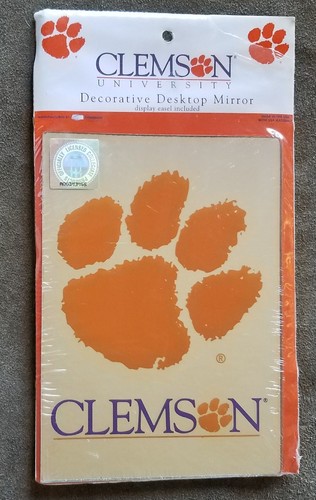 CLEMSON
UNIVERSITY
Decorative Desktop Mirror
display easel included
®
CLEMSON®